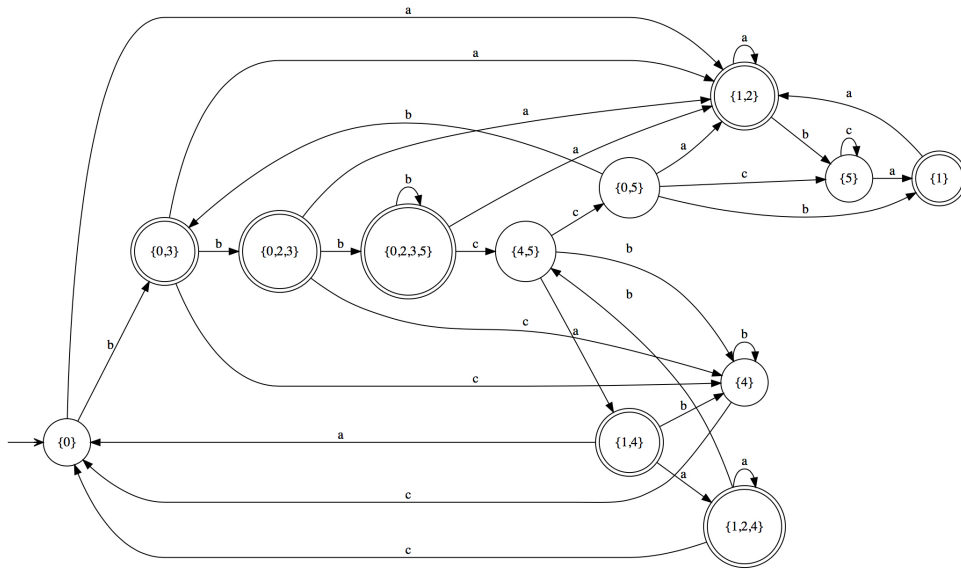 a
a
a
{1,2}
a
b
a
a
b
c
{5}
a
{1}
{0,5}
a
c
b
b
{0,3}
b
{0,2,3}
b
{0,2,3,5}
c
{4,5}
c
b
b
b
a
c
b
{4}
c
b
{0}
a
{1,4}
b
a
a
c
{1,2,4}
c